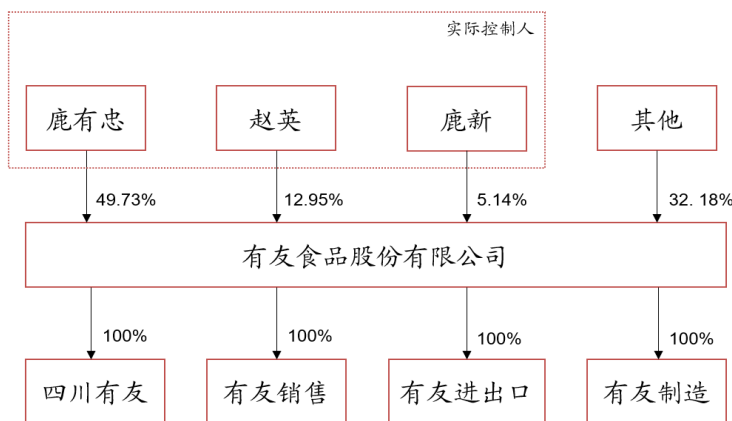 实际控制人
鹿有忠 赵英 鹿新 其他
49.73% 12.95% 5.14% 32. 18%
有友食品股份有限公司
100% 100% 100% 100%
四川有友 有友销售 有友进出口 有友制造